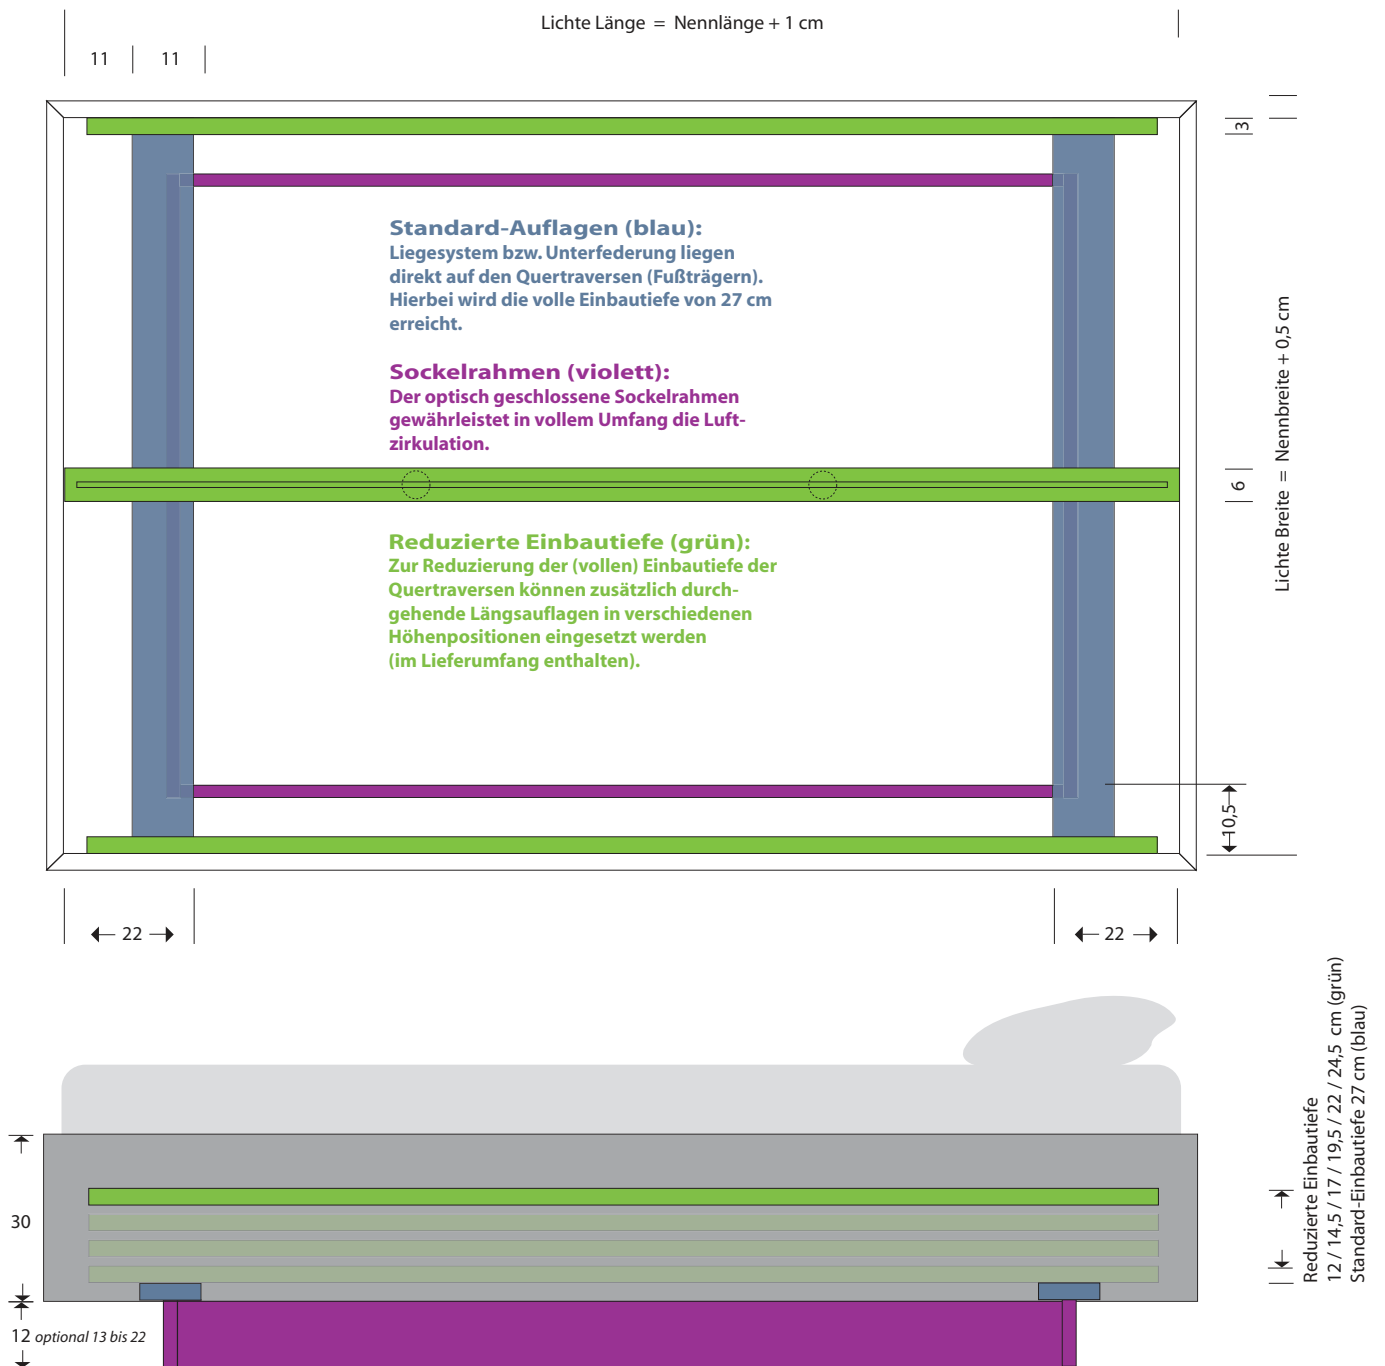 Lichte Länge = Nennlänge + 1 cm
11 11
3
Standard-Auflagen (blau):
Liegesystem bzw. Unterfederung liegen
direkt auf den Quertraversen (Fußträgern).
Hierbei wird die volle Einbautiefe von 27 cm
erreicht.
Sockelrahmen (violett):
Der optisch geschlossene Sockelrahmen
gewährleistet in vollem Umfang die Luft-
zirkulation.
Lichte Breite = Nennbreite + 0,5 cm
6
Reduzierte Einbautiefe (grün):
Zur Reduzierung der (vollen) Einbautiefe der
Quertraversen können zusätzlich durch-
gehende Längsauflagen in verschiedenen
Höhenpositionen eingesetzt werden
(im Lieferumfang enthalten).
10,5
22 22
Reduzierte Einbautiefe
12 / 14,5 / 17 / 19,5 / 22 / 24,5 cm (grün)
Standard-Einbautiefe 27 cm (blau)
30
12 optional 13 bis 22